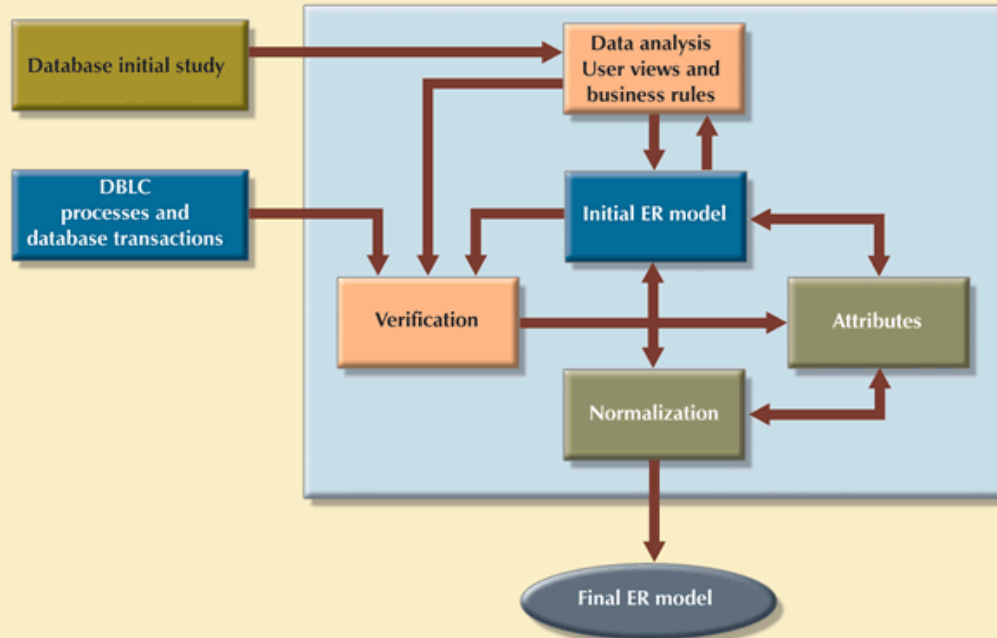 Database initial study
Data analysis
User views and
business rules
DBLC
processes and
database transactions
Initial ER model
Verification
Attributes
Normalization
Final ER model